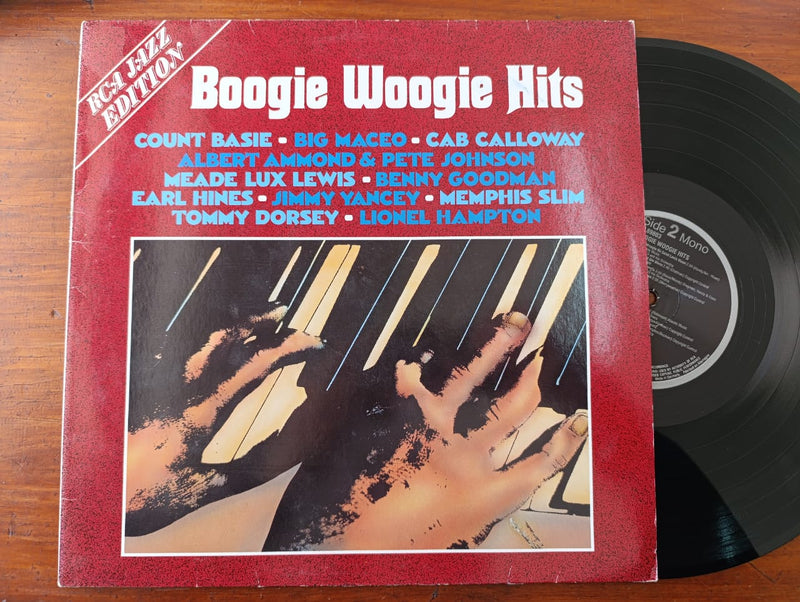 RCA JAZZ
EDITION
Boogie Woogie Hits
COUNT BASIE - BIG MACEO - CAB CALLOWAY
ALBERT AMMOND & PETE JOHNSON
MEADE LUX LEWIS - BENNY GOODMAN
EARL HINES - JIMMY YANCEY - MEMPHIS SLIM
TOMMY DORSEY - LIONEL HAMPTON
Side 2 Mono
WOOGIE HITS